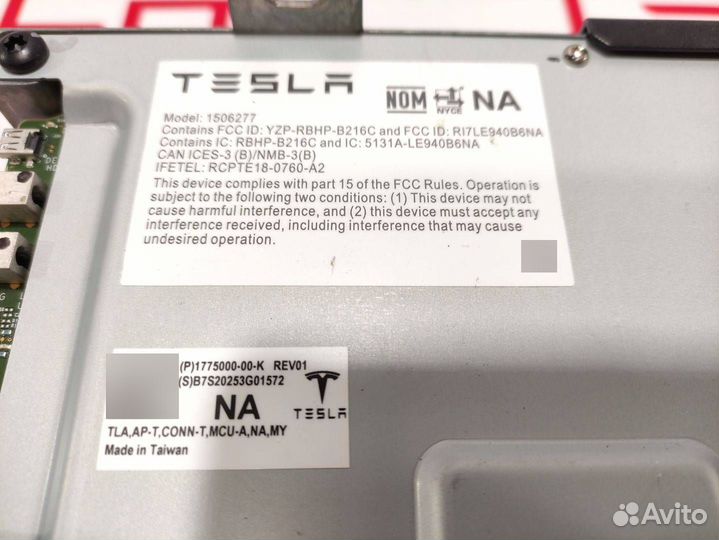 TESLA
NOM NYCE NA
Model: 1506277
Contains FCC ID: YZP-RBHP-B216C and FCC ID: RI7LE940B6NA
Contains IC: RBHP-B216C and IC: 5131A-LE940B6NA
CAN ICES-3 (B)/NMB-3(B)
IFETEL: RCPTE18-0760-A2
This device complies with part 15 of the FCC Rules. Operation is
subject to the following two conditions: (1) This device may not
cause harmful interference, and (2) this device must accept any
interference received, including interference that may cause
undesired operation.
(P)1775000-00-K REV01
(S)B7S20253G01572
NA
TESLA
TLA,AP-T,CONN-T,MCU-A,NA,MY
Made in Taiwan
Avito